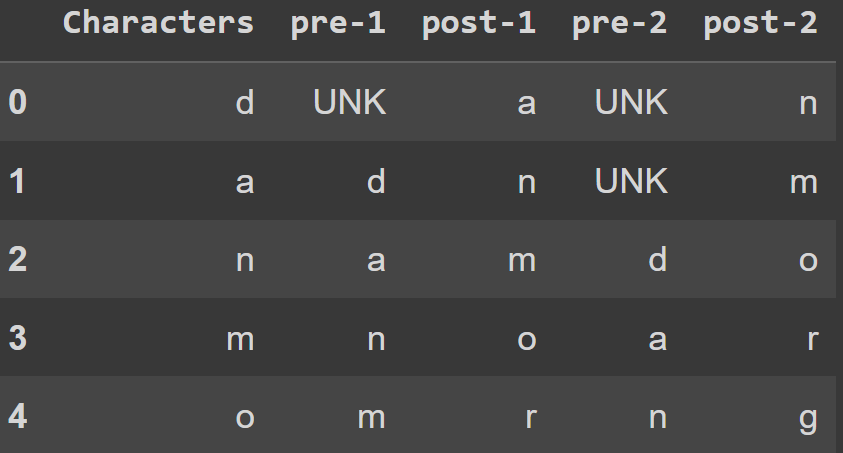 Characters pre-1 post-1 pre-2 post-2
0 d UNK a UNK n
1 a d n UNK m
2 n a m d o
3 m n o a r
4 o m r n g